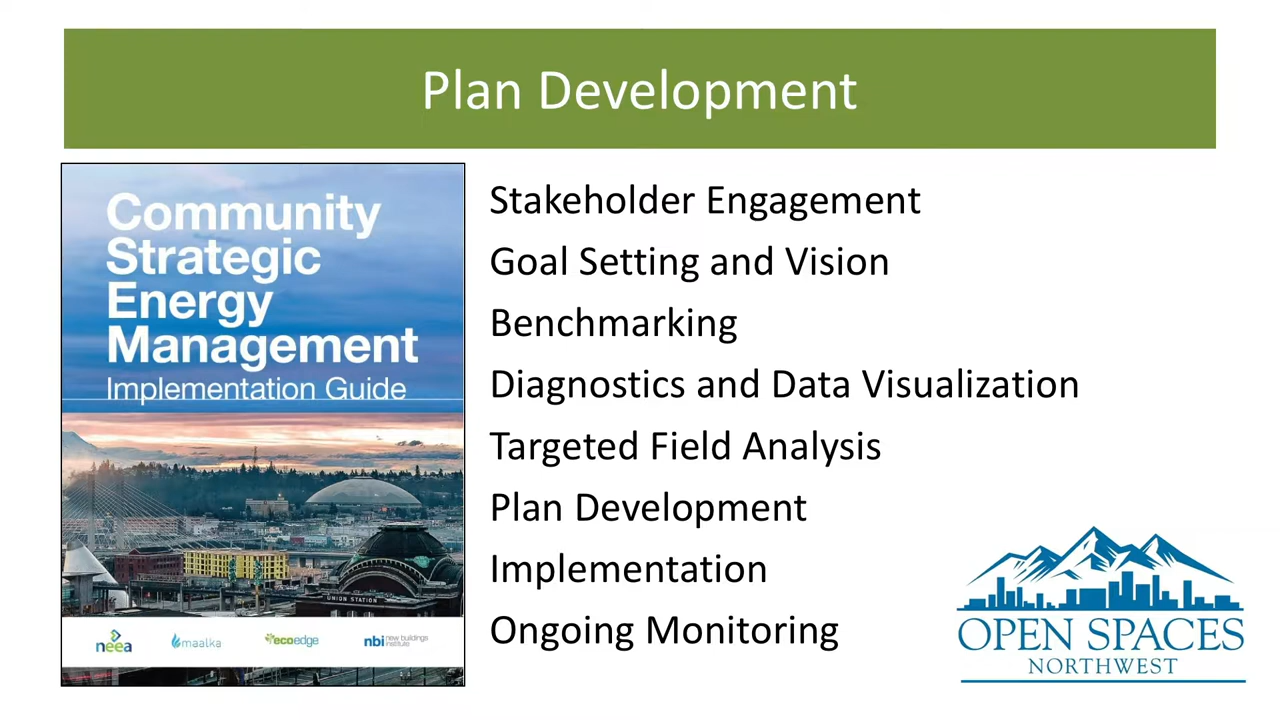 Plan Development
Community
Strategic
Energy
Management
Implementation Guide
UNION STATION
neea
maalka
ecoedge
nbi new buildings
institute
Stakeholder Engagement
Goal Setting and Vision
Benchmarking
Diagnostics and Data Visualization
Targeted Field Analysis
Plan Development
Implementation
Ongoing Monitoring
OPEN SPACES
NORTHWEST